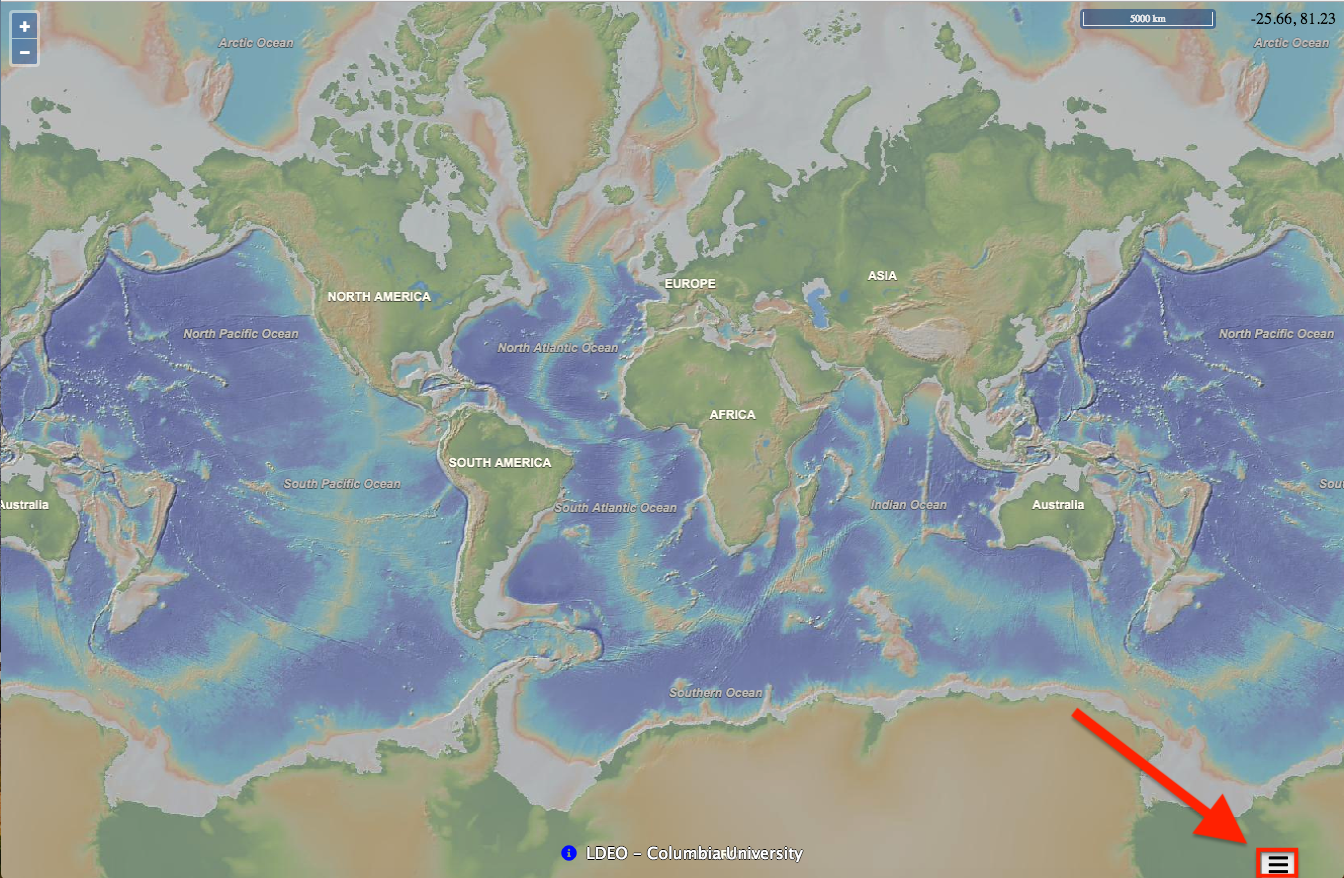 +
5000 km
-25.66, 81.23
−
Arctic Ocean
Arctic Ocean
EUROPE
ASIA
NORTH AMERICA
North Pacific Ocean
North Pacific Ocean
North Atlantic Ocean
AFRICA
SOUTH AMERICA
South Pacific Ocean
Sou
Australia
South Atlantic Ocean
Indian Ocean
Australia
Southern Ocean
i LDEO – Columbia University